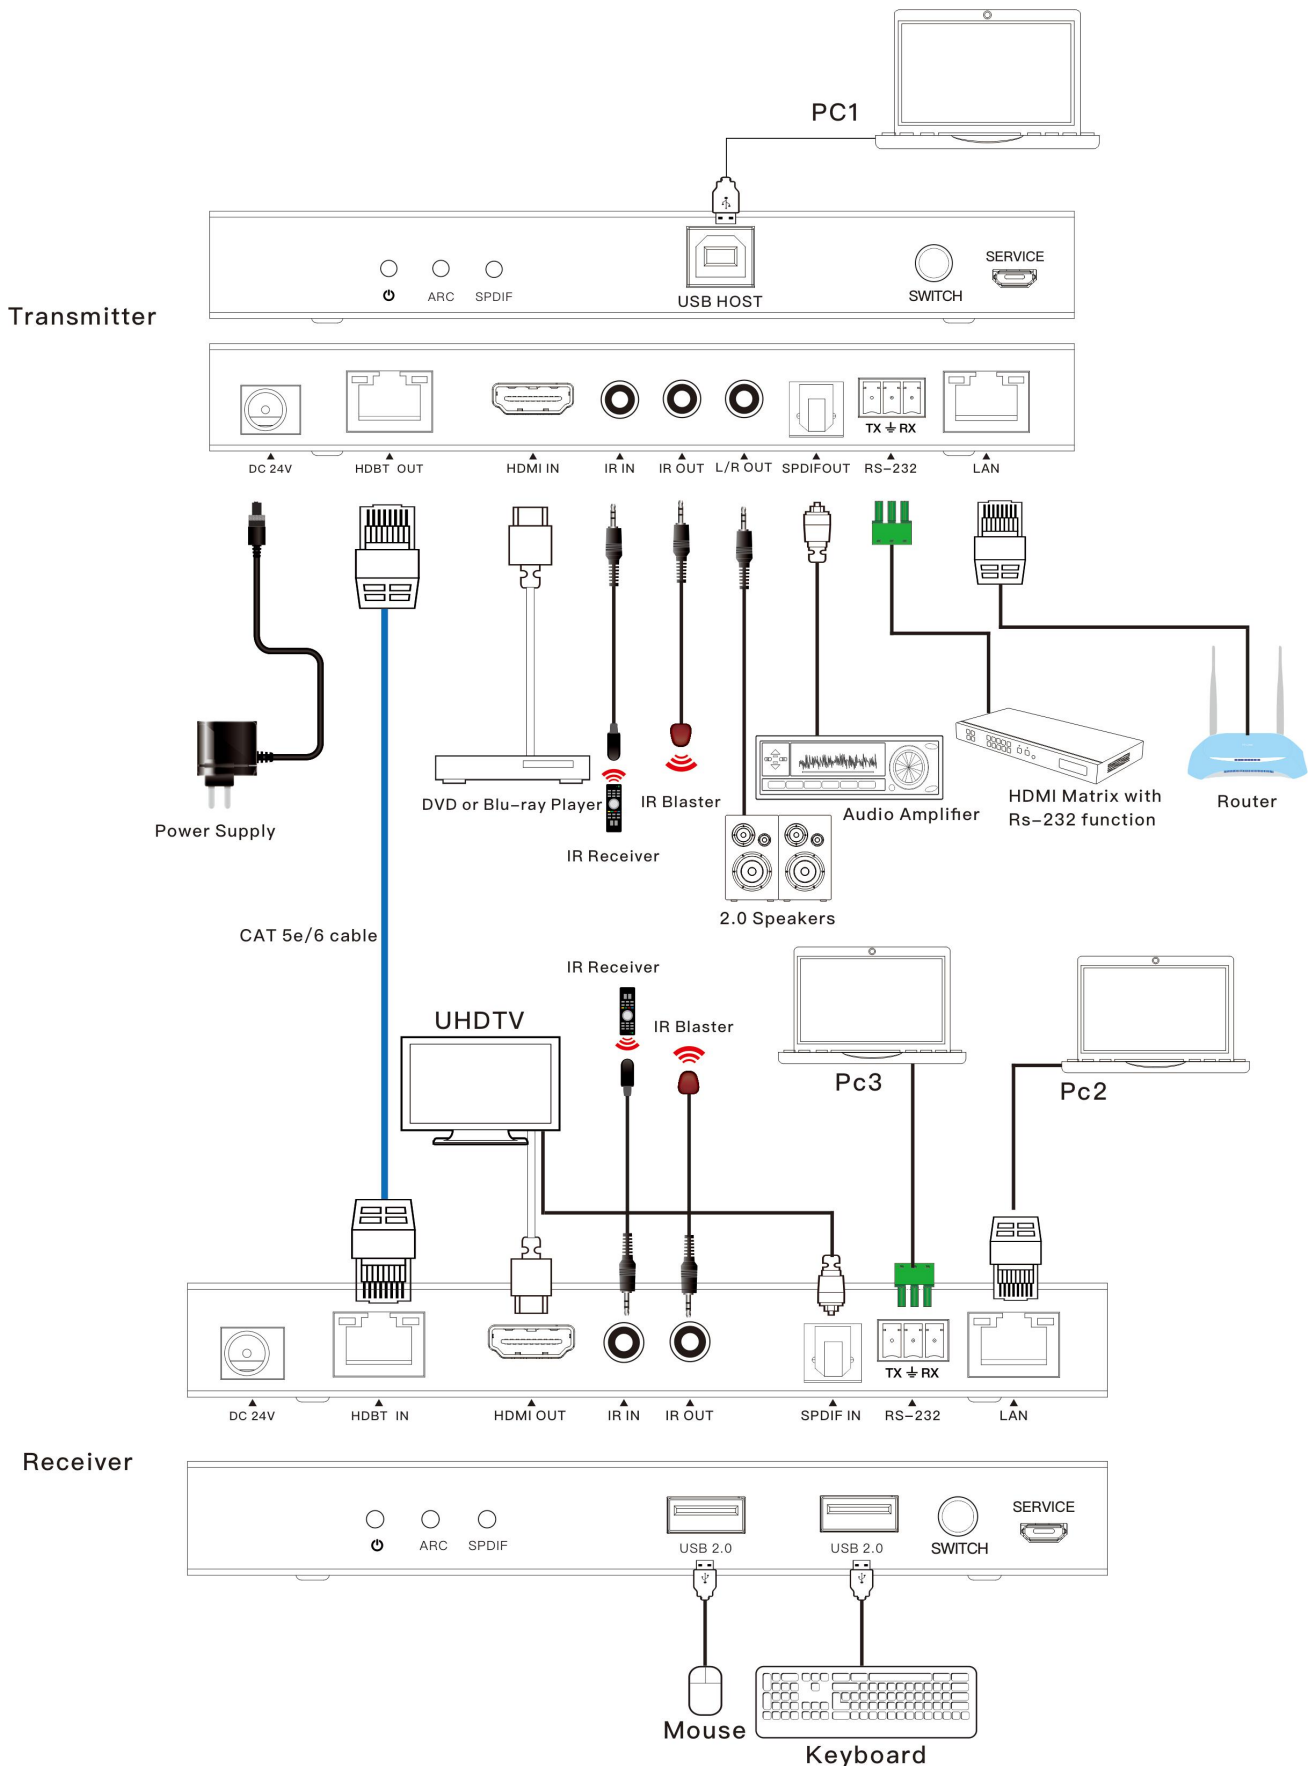 PC1
SERVICE
ARC SPDIF
USB HOST
SWITCH
Transmitter
TX RX
DC 24V HDBT OUT HDMI IN IR IN IR OUT L/R OUT SPDIFOUT RS-232 LAN
Power Supply
DVD or Blu-ray Player
IR Receiver
IR Blaster
2.0 Speakers
Audio Amplifier
HDMI Matrix with
Rs-232 function
Router
CAT 5e/6 cable
IR Receiver
UHDTV
IR Blaster
Pc3
Pc2
TX RX
DC 24V HDBT IN HDMI OUT IR IN IR OUT SPDIF IN RS-232 LAN
Receiver
SERVICE
ARC SPDIF USB 2.0 USB 2.0 SWITCH
Mouse
Keyboard